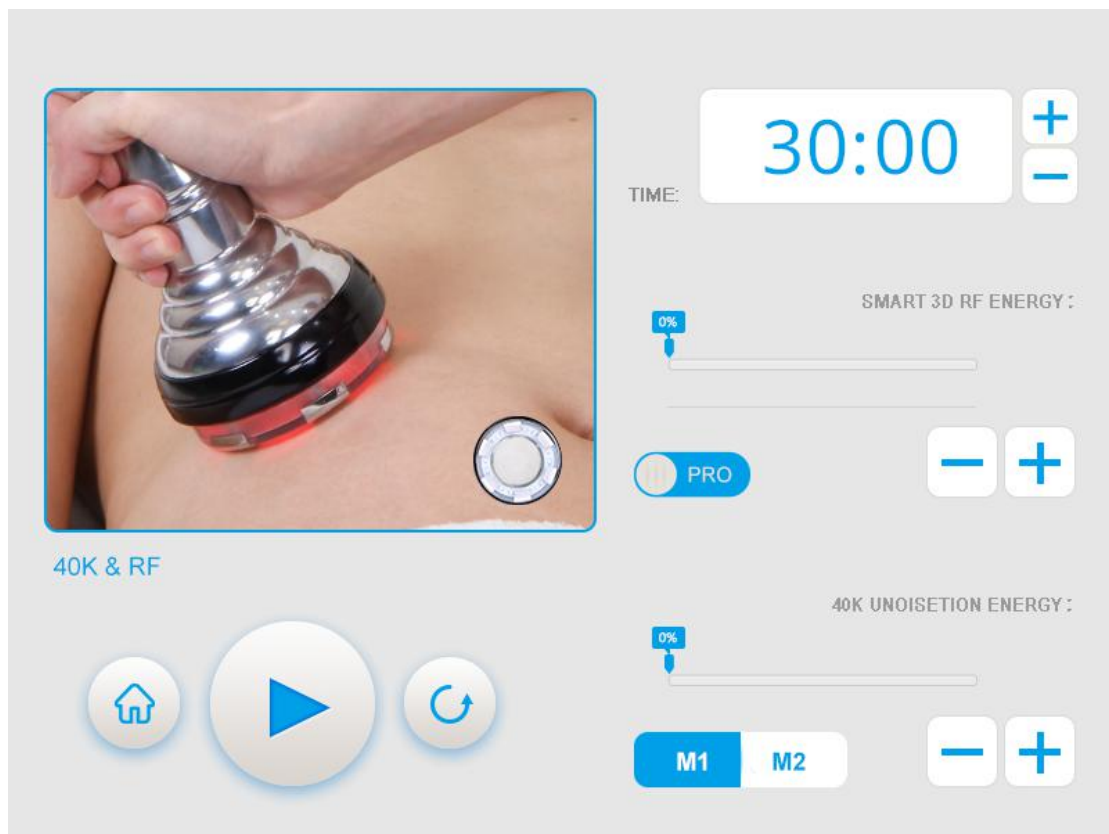 30:00
TIME:
SMART 3D RF ENERGY:
0%
PRO
40K & RF
40K UNOISETION ENERGY:
0%
M1 M2